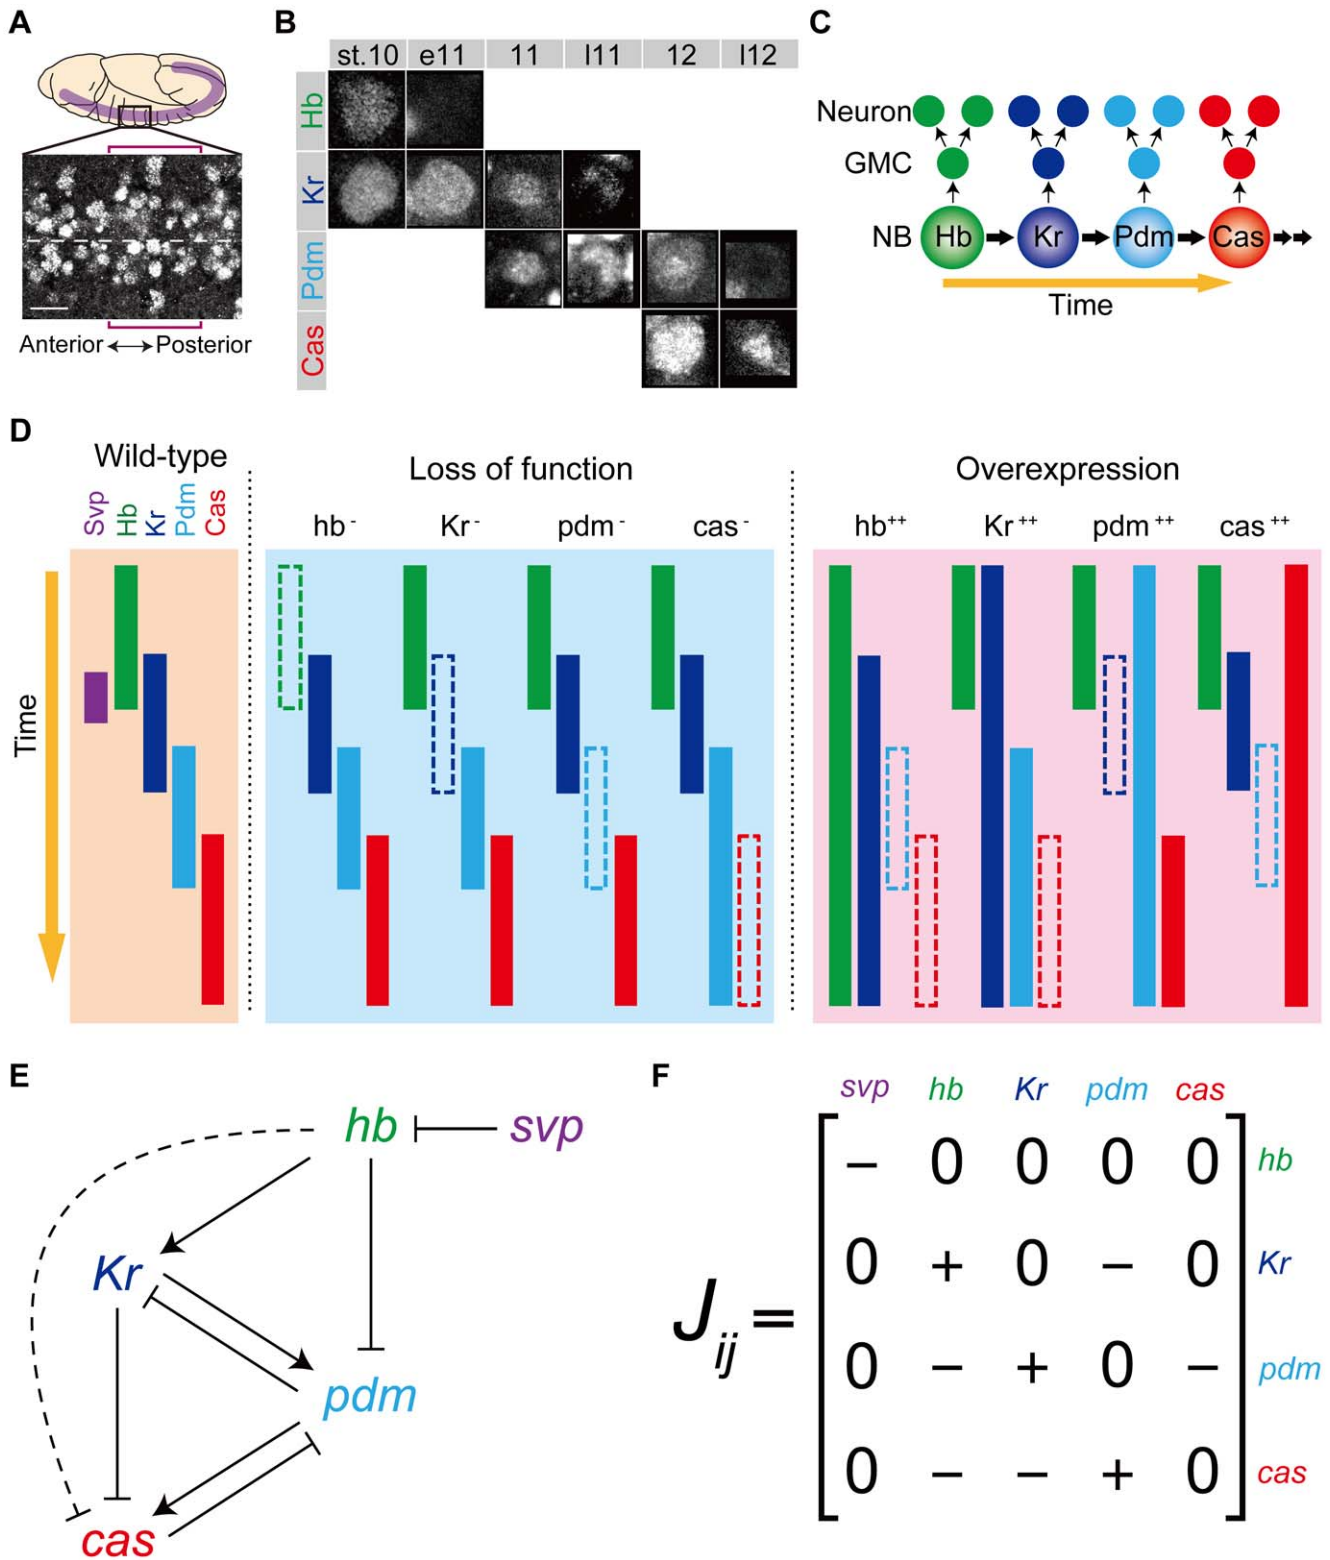 A
Anterior
Posterior
B
st.10 e11 11 l11 12 l12
Hb
Kr
Pdm
Cas
C
Neuron
GMC
NB Hb Kr Pdm Cas
Time
D
Wild-type
Loss of function
Overexpression
Svp Hb Kr Pdm Cas
hb - Kr - pdm - cas -
hb++ Kr ++ pdm ++ cas ++
Time
E
hb svp
Kr
pdm
cas
F
svp hb Kr pdm cas
− 0 0 0 0 hb
0 + 0 − 0 Kr
Jij =
0 − + 0 − pdm
0 − − + 0 cas